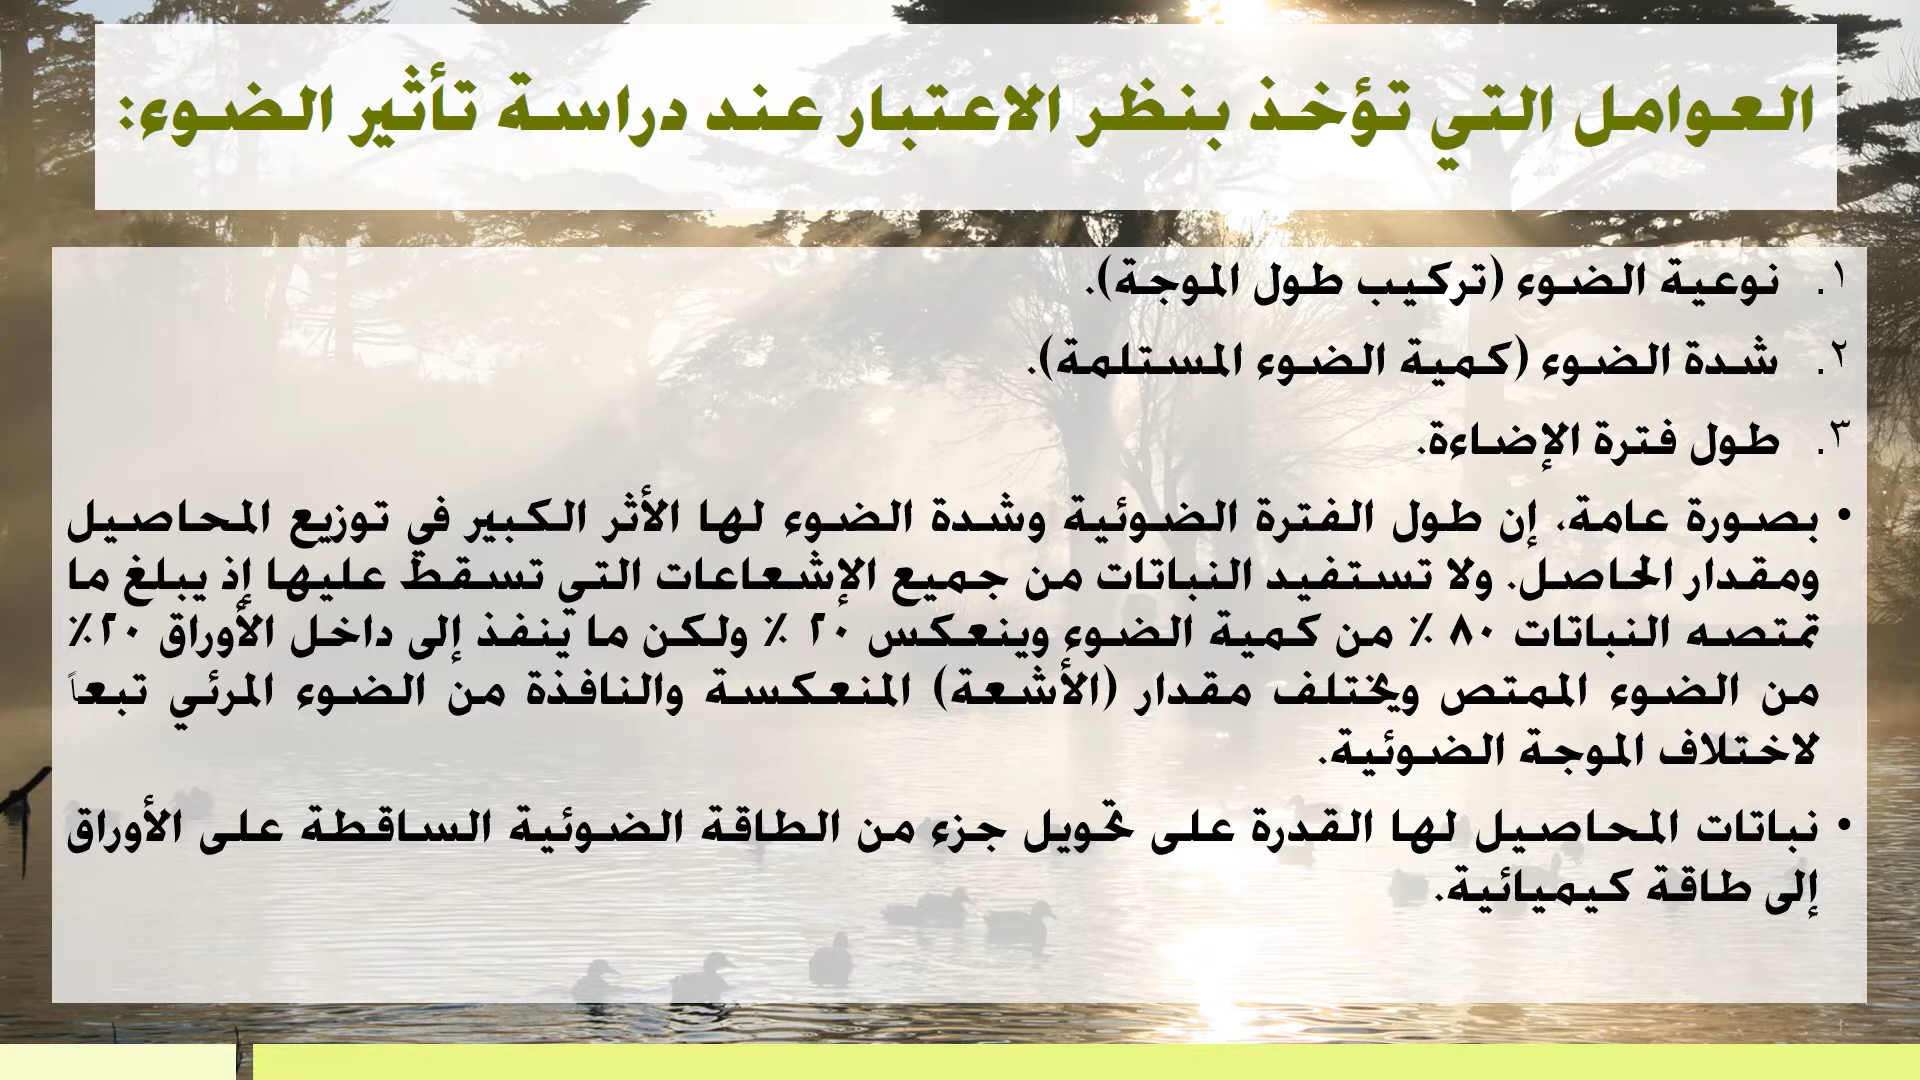 العوامل التي تؤخذ بنظر الاعتبار عند دراسة تأثير الضوء:
١. نوعية الضوء (تركيب طول الموجة).
٢. شدة الضوء (كمية الضوء المستلمة).
٣. طول فترة الإضاءة.
• بصورة عامة، إن طول الفترة الضوئية وشدة الضوء لها الأثر الكبير في توزيع المحاصيل
ومقدار الحاصل. ولا تستفيد النباتات من جميع الإشعاعات التي تسقط عليها إذ يبلغ ما
تمتصه النباتات ٨٠ ٪ من كمية الضوء وينعكس ٢٠ ٪ ولكن ما ينفذ إلى داخل الأوراق ٢٠٪
من الضوء الممتص ويختلف مقدار (الأشعة) المنعكسة والنافذة من الضوء المرئي تبعاً
لاختلاف الموجة الضوئية.
• نباتات المحاصيل لها القدرة على تحويل جزء من الطاقة الضوئية الساقطة على الأوراق
إلى طاقة كيميائية.